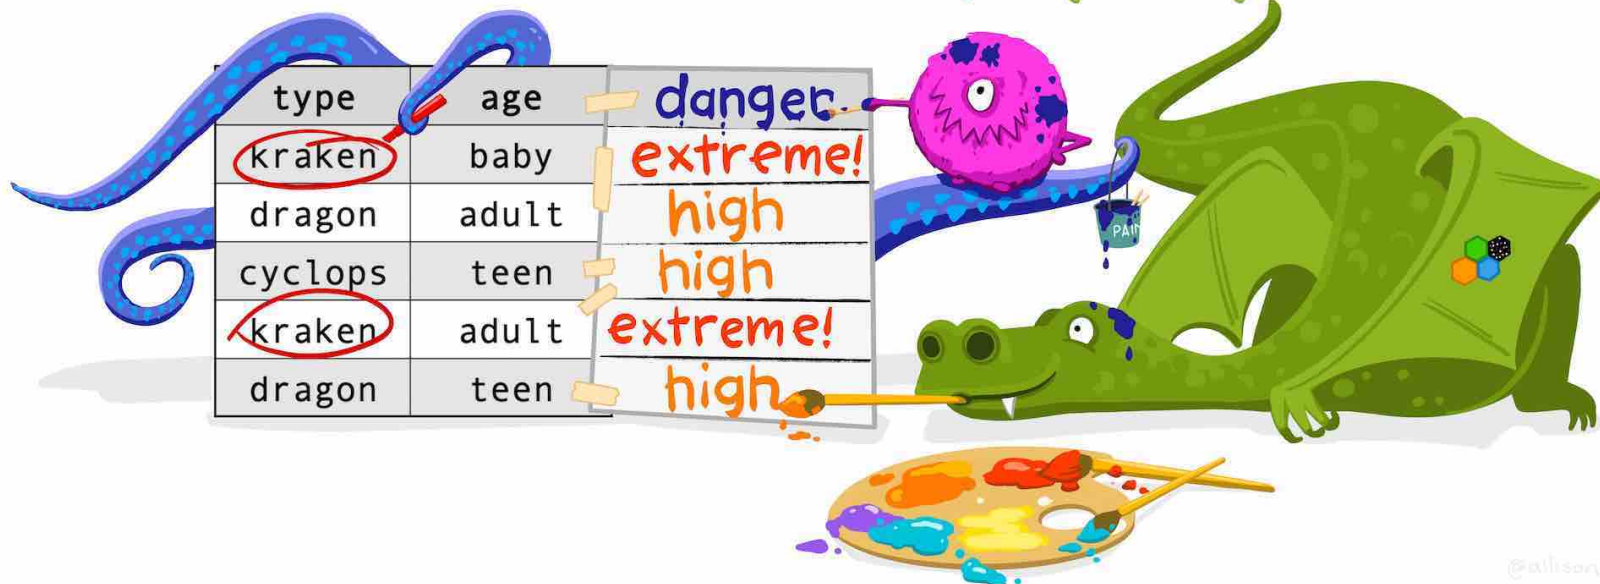 type age danger
kraken baby extreme!
dragon adult high
cyclops teen high
kraken adult extreme!
dragon teen high
PAIN
@allison